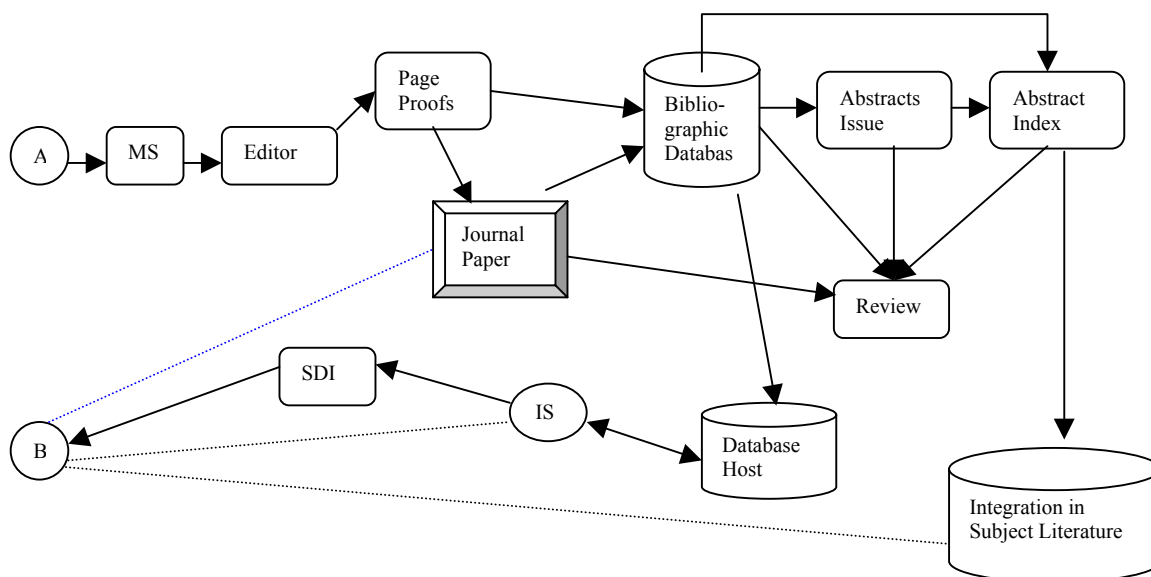 A
MS
Editor
Page
Proofs
Biblio-
graphic
Databas
Abstracts
Issue
Abstract
Index
Journal
Paper
Review
SDI
IS
B
Database
Host
Integration in
Subject Literature